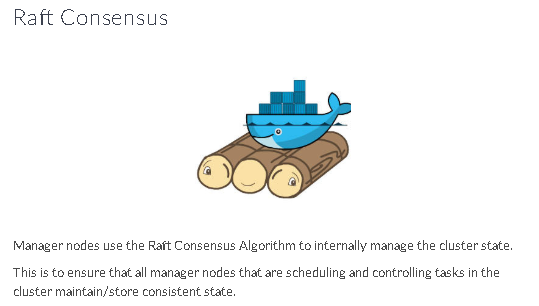 Raft Consensus
Manager nodes use the Raft Consensus Algorithm to internally manage the cluster state.
This is to ensure that all manager nodes that are scheduling and controlling tasks in the
cluster maintain/store consistent state.